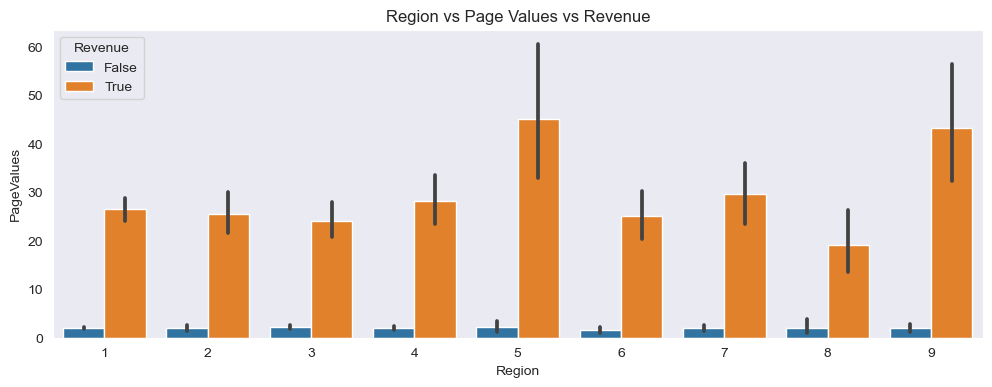 Region vs Page Values vs Revenue
Revenue
False
True
PageValues
60
50
40
30
20
10
0
1 2 3 4 5 6 7 8 9
Region